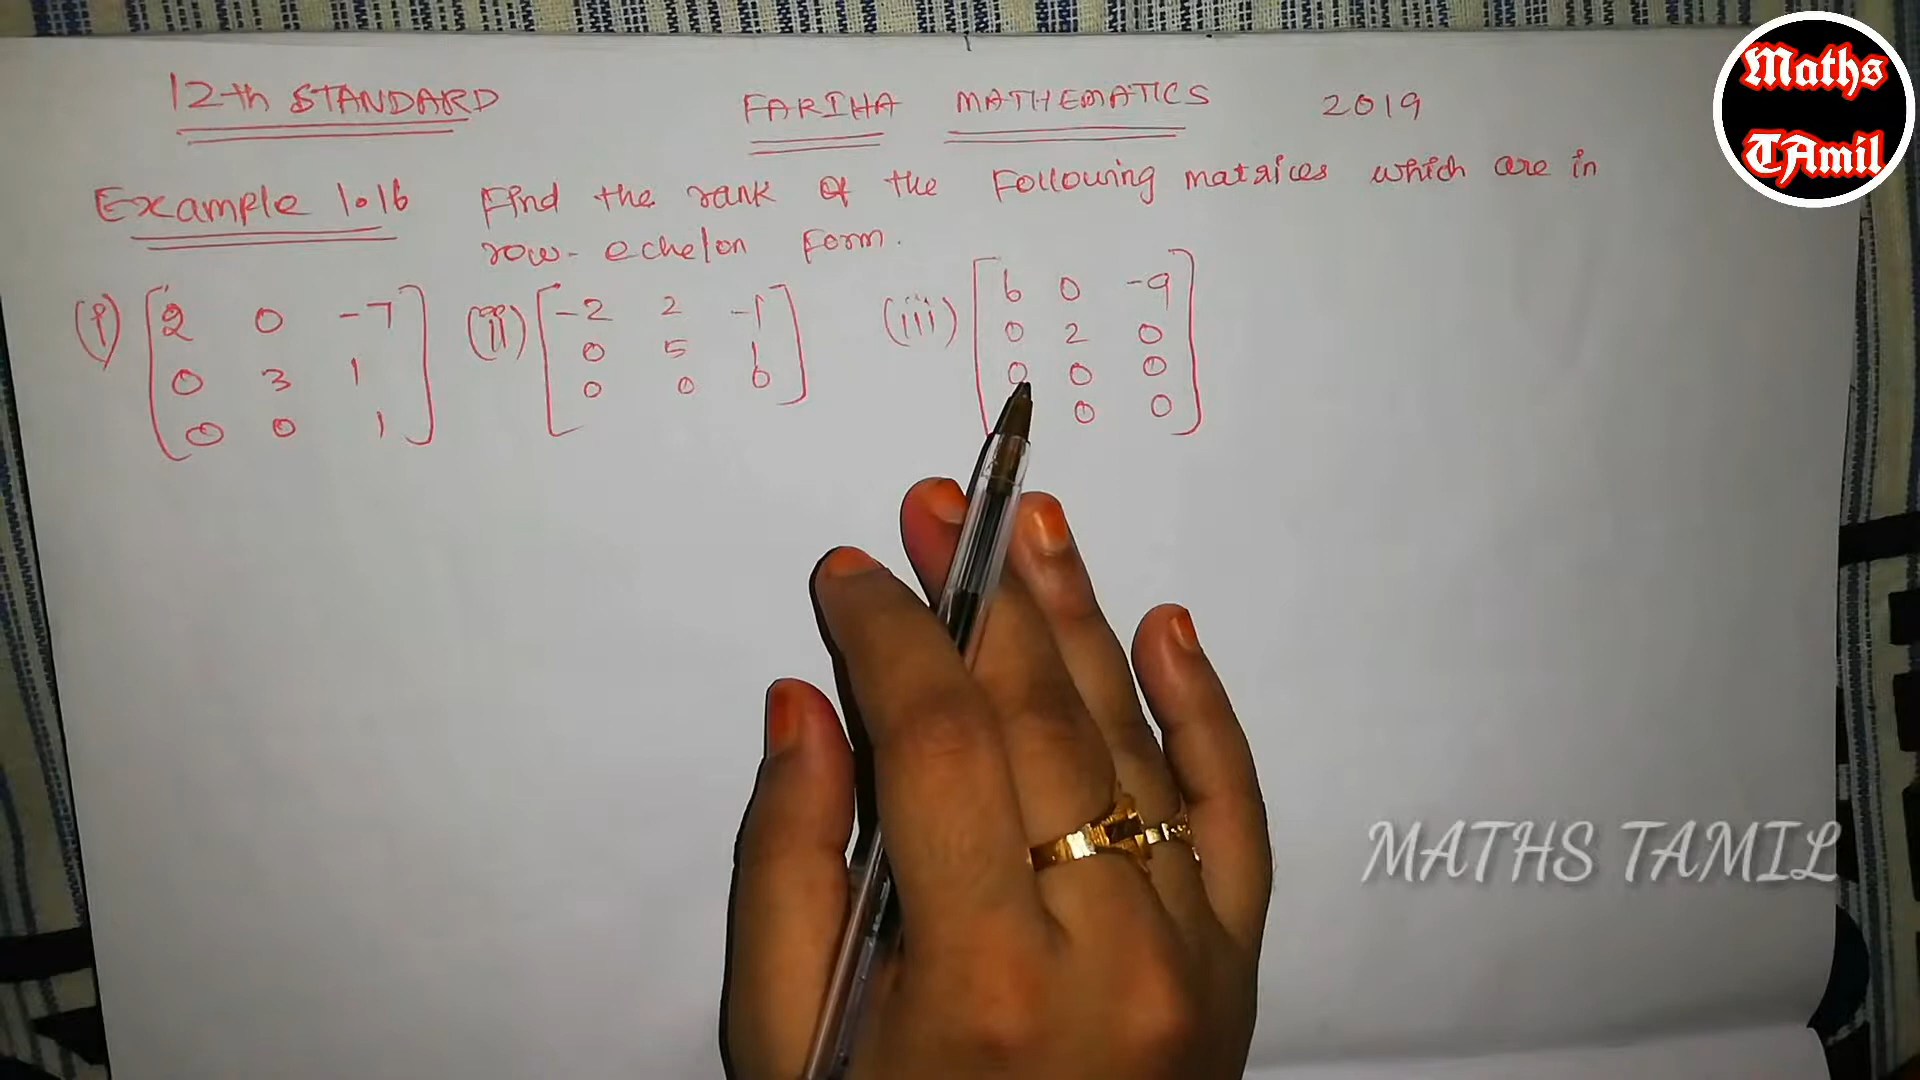 12th STANDARD FARIHA MATHEMATICS 2019
Maths
TAmil
Example 1.16 Find the rank of the Following matrices which are in
row-echelon Form.
(i) [2 0 -7
0 3 1
0 0 1]
(ii) [-2 2 -1
0 5 1
0 0 6]
(iii) [6 0 -9
0 2 0
0 0 0
0 0]
MATHS TAMIL